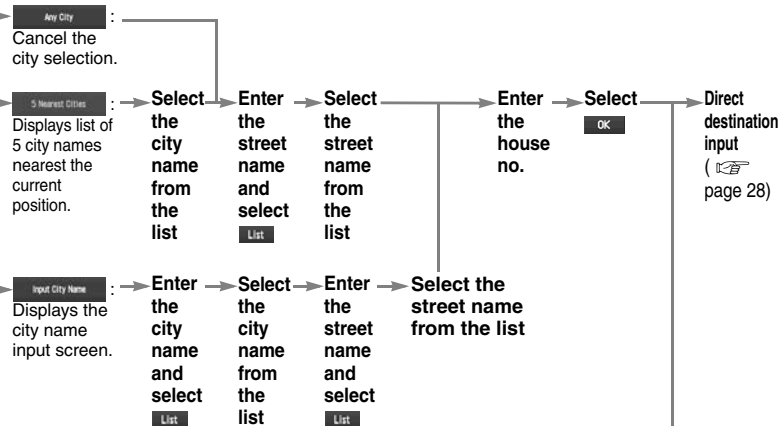 Any City :
Cancel the
city selection.
5 Nearest Cities :
Displays list of
5 city names
nearest the
current
position.
Select
the
city
name
from
the
list
Enter
the
street
name
and
select
List
Select
the
street
name
from
the
list
Enter
the
house
no.
Select
OK
Direct
destination
input
( ☞
page 28)
Input City Name :
Displays the
city name
input screen.
Enter
the
city
name
and
select
List
Select
the
city
name
from
the
list
Enter
the
street
name
and
select
List
Select the
street name
from the list